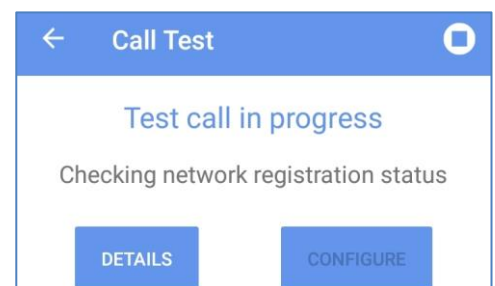 Call Test
Test call in progress
Checking network registration status
DETAILS
CONFIGURE